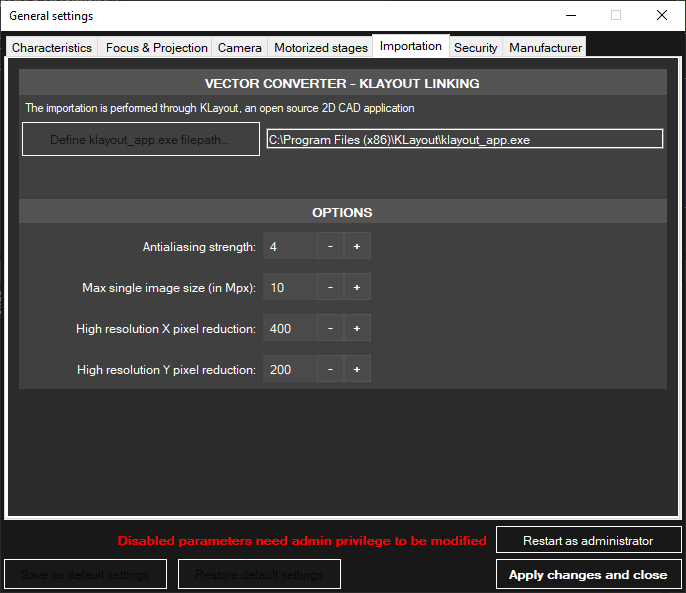 General settings
Characteristics Focus & Projection Camera Motorized stages Importation Security Manufacturer
VECTOR CONVERTER - KLAYOUT LINKING
The importation is performed through KLayout, an open source 2D CAD application
Define klayout_app.exe filepath... C:\Program Files (x86)\KLayout\klayout_app.exe
OPTIONS
Antialiasing strength: 4 - +
Max single image size (in Mpx): 10 - +
High resolution X pixel reduction: 400 - +
High resolution Y pixel reduction: 200 - +
Disabled parameters need admin privilege to be modified Restart as administrator
Save as default settings Restore default settings Apply changes and close